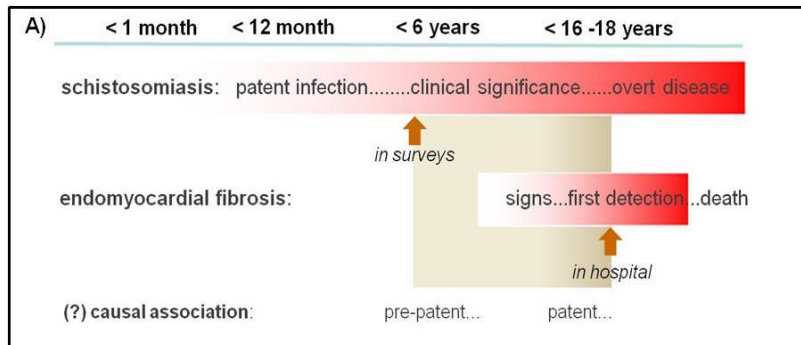 A) < 1 month < 12 month < 6 years < 16 -18 years
schistosomiasis: patent infection........clinical significance......overt disease
in surveys
endomyocardial fibrosis: signs...first detection...death
in hospital
(?) causal association: pre-patent... patent...